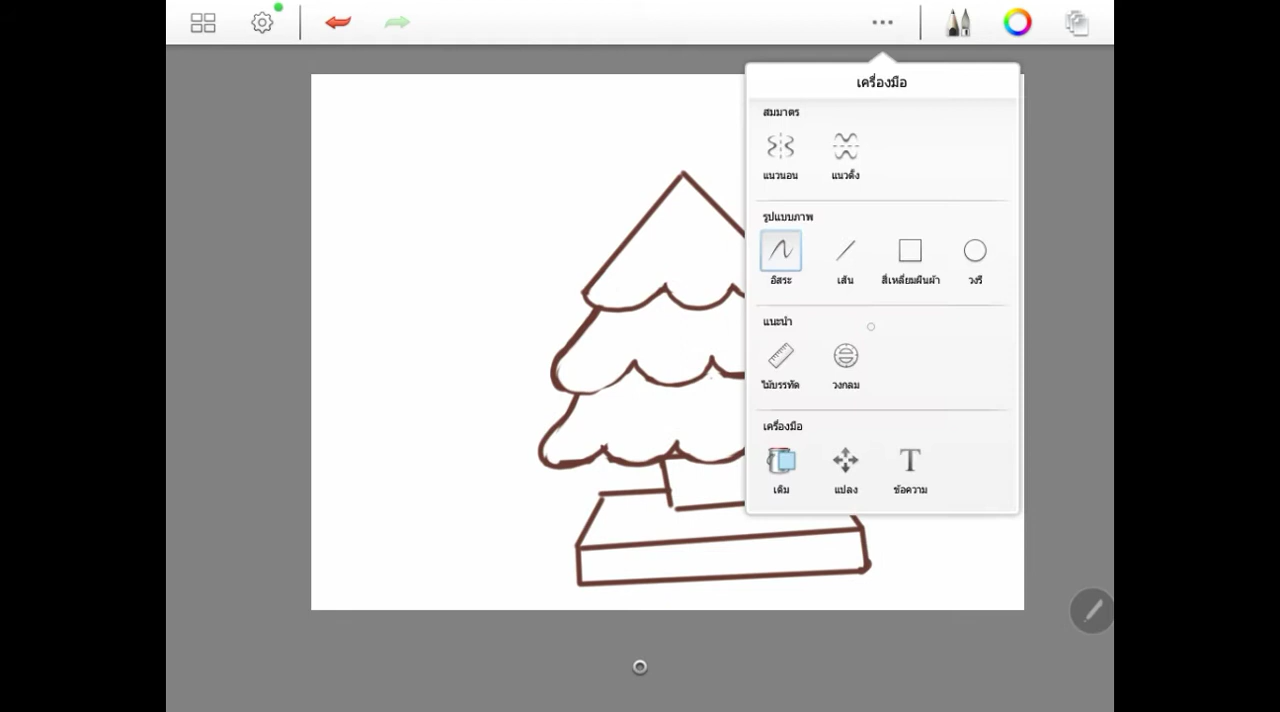 เครื่องมือ
สมมาตร
แนวนอน แนวตั้ง
รูปแบบภาพ
อิสระ เส้น สี่เหลี่ยมผืนผ้า วงรี
แนะนำ
ไม้บรรทัด วงกลม
เครื่องมือ
เติม แปลง ข้อความ